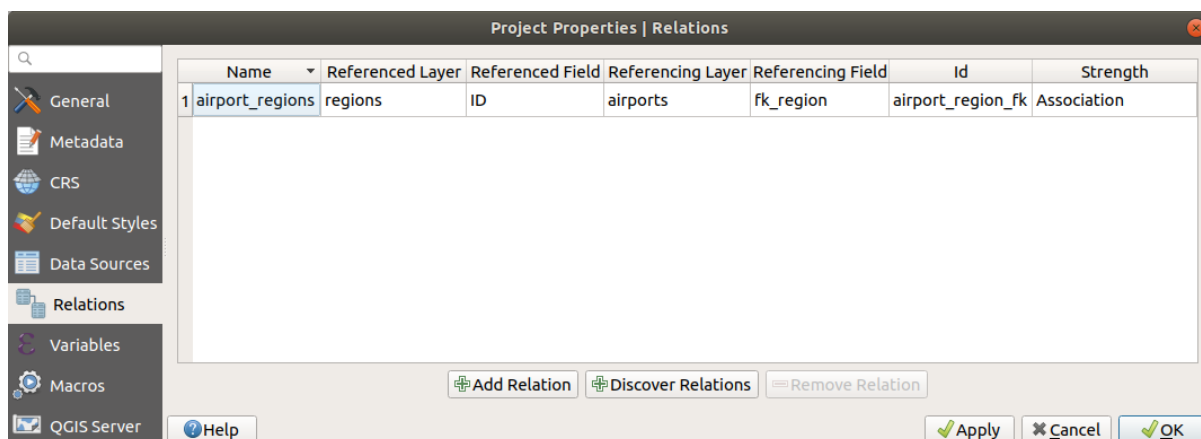 Project Properties | Relations
General
Metadata
CRS
Default Styles
Data Sources
Relations
Variables
Macros
QGIS Server
Name Referenced Layer Referenced Field Referencing Layer Referencing Field Id Strength
1 airport_regions regions ID airports fk_region airport_region_fk Association
Add Relation Discover Relations Remove Relation
Help Apply Cancel OK